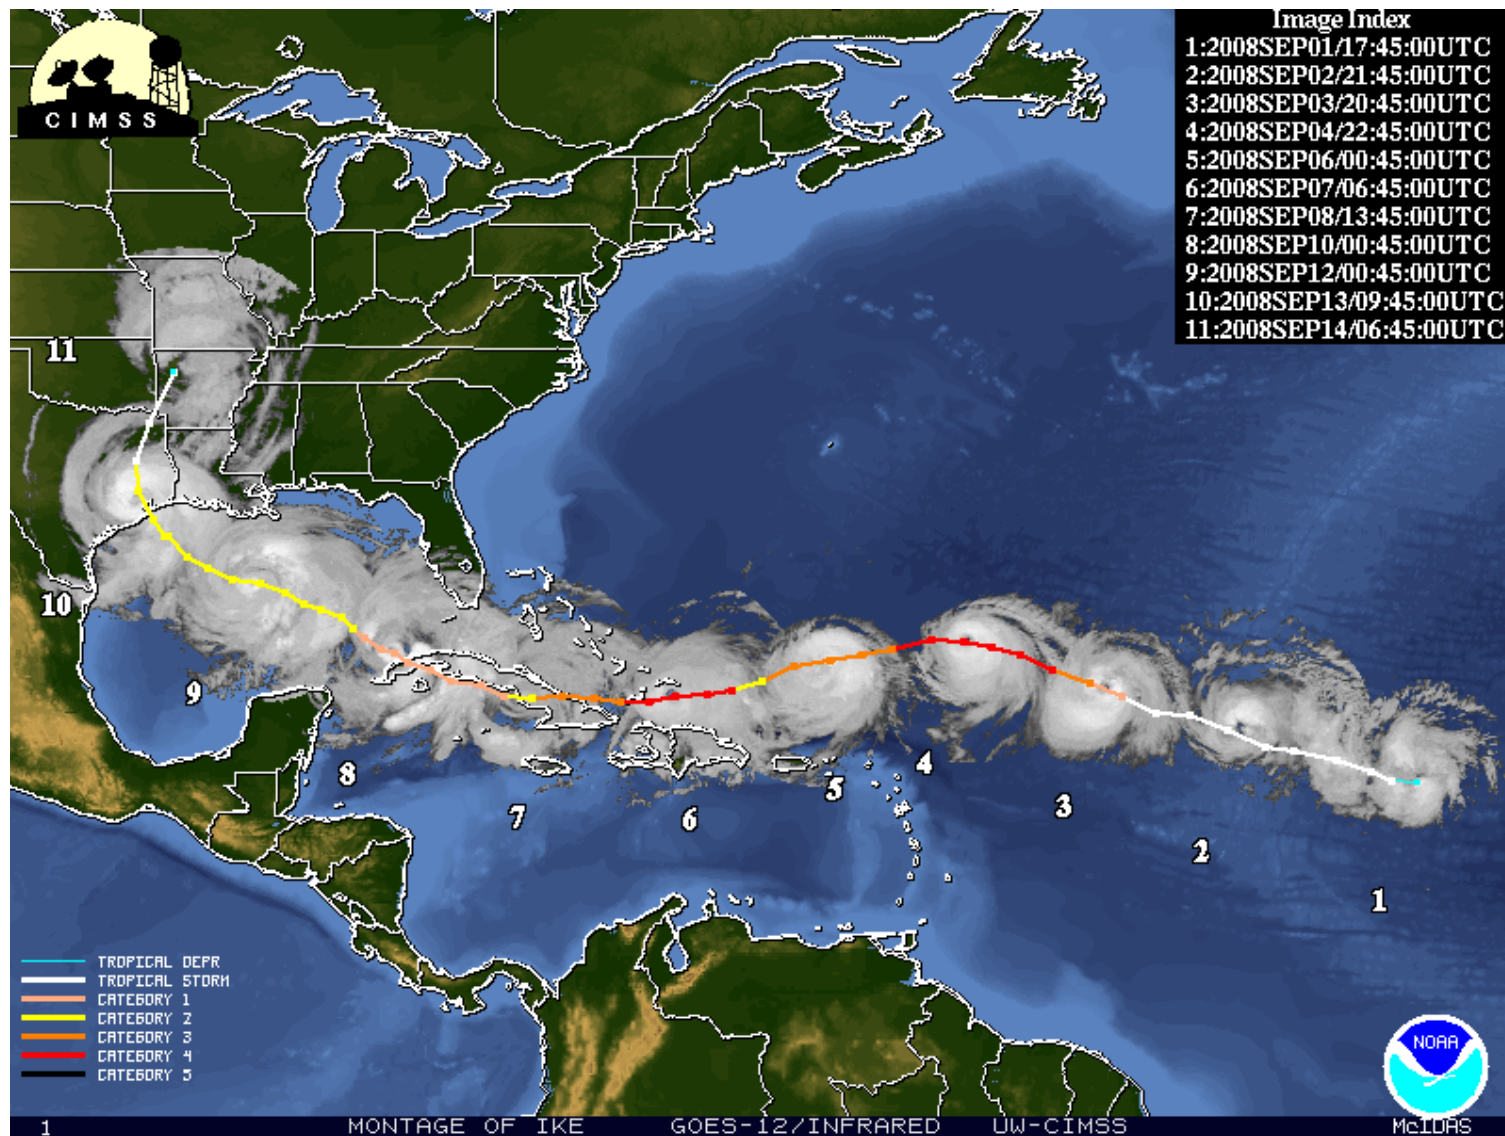 CIMSS
Image Index
1:2008SEP01/17:45:00UTC
2:2008SEP02/21:45:00UTC
3:2008SEP03/20:45:00UTC
4:2008SEP04/22:45:00UTC
5:2008SEP06/00:45:00UTC
6:2008SEP07/06:45:00UTC
7:2008SEP08/13:45:00UTC
8:2008SEP10/00:45:00UTC
9:2008SEP12/00:45:00UTC
10:2008SEP13/09:45:00UTC
11:2008SEP14/06:45:00UTC
11
10
9
8
7
6
5
4
3
2
1
TROPICAL DEPR
TROPICAL STORM
CATEGORY 1
CATEGORY 2
CATEGORY 3
CATEGORY 4
CATEGORY 5
NOAA
1 MONTAGE OF IKE GOES-12/INFRARED UW-CIMSS McIDAS